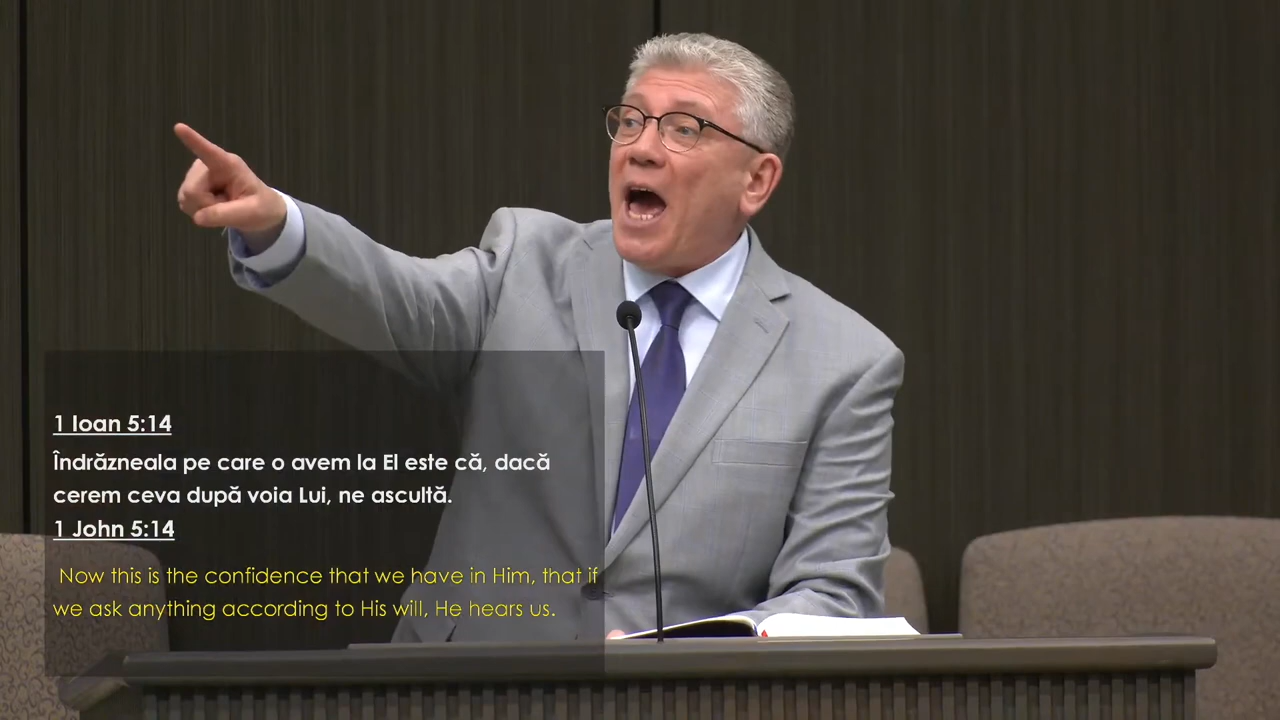 1 Ioan 5:14
Îndrăzneala pe care o avem la El este că, dacă
cerem ceva după voia Lui, ne ascultă.
1 John 5:14
Now this is the confidence that we have in Him, that if
we ask anything according to His will, He hears us.